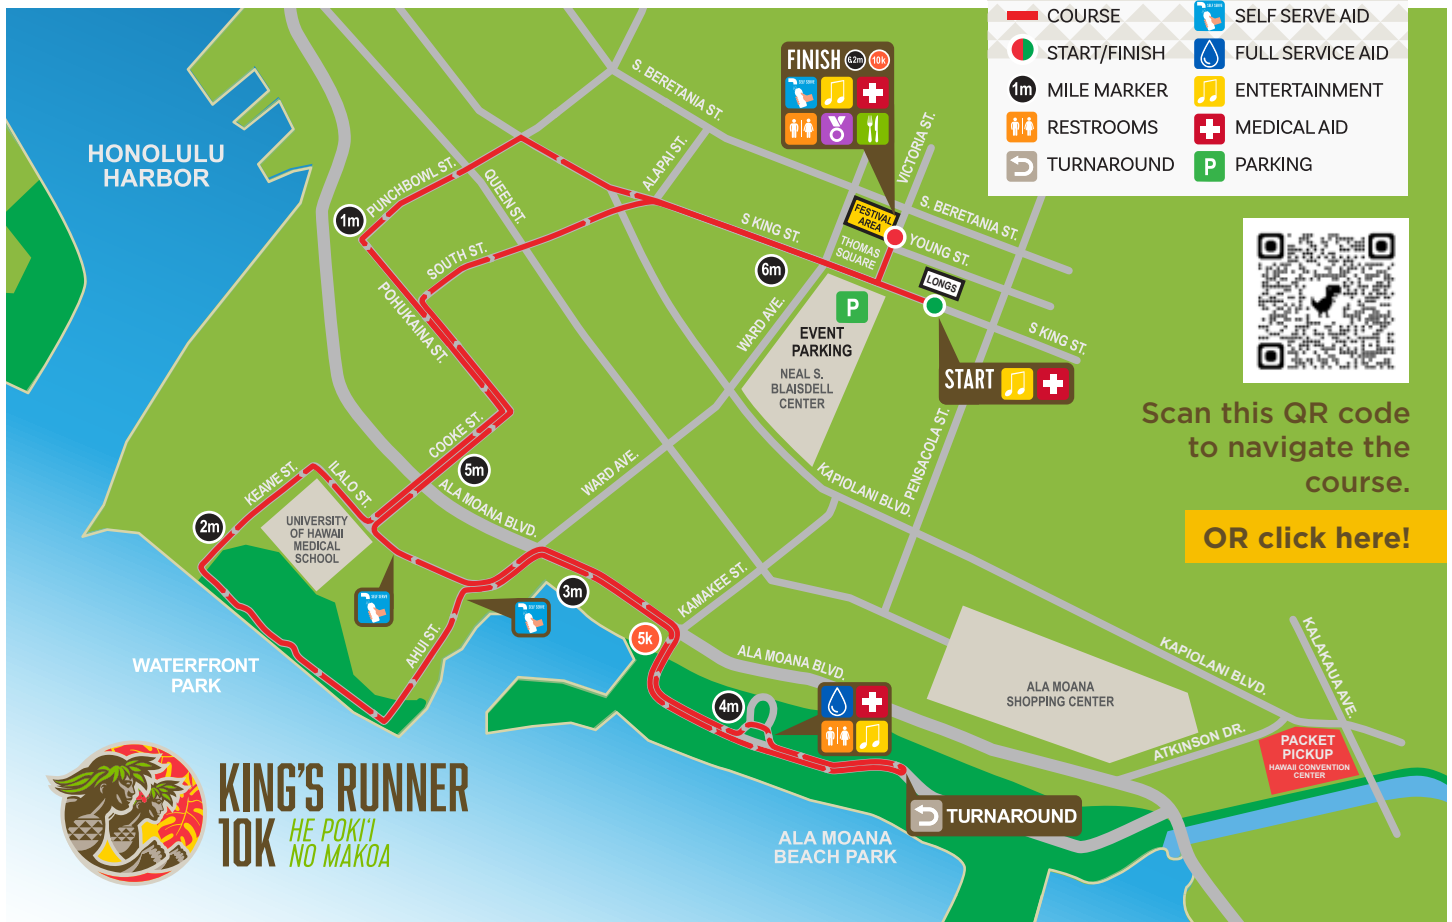 COURSE
START/FINISH
1m MILE MARKER
RESTROOMS
TURNAROUND
SELF SERVE AID
FULL SERVICE AID
ENTERTAINMENT
MEDICAL AID
P PARKING
HONOLULU
HARBOR
FINISH 6.2m 10k
S. BERETANIA ST.
ALAPAI ST.
VICTORIA ST.
PUNCHBOWL ST.
QUEEN ST.
1m
SOUTH ST.
POHUKAINA ST.
S KING ST.
6m
FESTIVAL
AREA
THOMAS
SQUARE
S. BERETANIA ST.
YOUNG ST.
LONGS
S KING ST.
WARD AVE.
P
EVENT
PARKING
NEAL S.
BLAISDELL
CENTER
START
PENSACOLA ST.
Scan this QR code
to navigate the
course.
OR click here!
COOKE ST.
5m
KEAWE ST.
ILALO ST.
ALA MOANA BLVD.
WARD AVE.
KAPIOLANI BLVD.
2m
UNIVERSITY
OF HAWAII
MEDICAL
SCHOOL
3m
KAMAKEE ST.
5k
AHUI ST.
WATERFRONT
PARK
ALA MOANA BLVD.
4m
ALA MOANA
SHOPPING CENTER
KAPIOLANI BLVD.
KALAKAUA AVE.
ATKINSON DR.
PACKET
PICKUP
HAWAII CONVENTION
CENTER
TURNAROUND
ALA MOANA
BEACH PARK
KING'S RUNNER
10K HE POKI'I
NO MAKOA